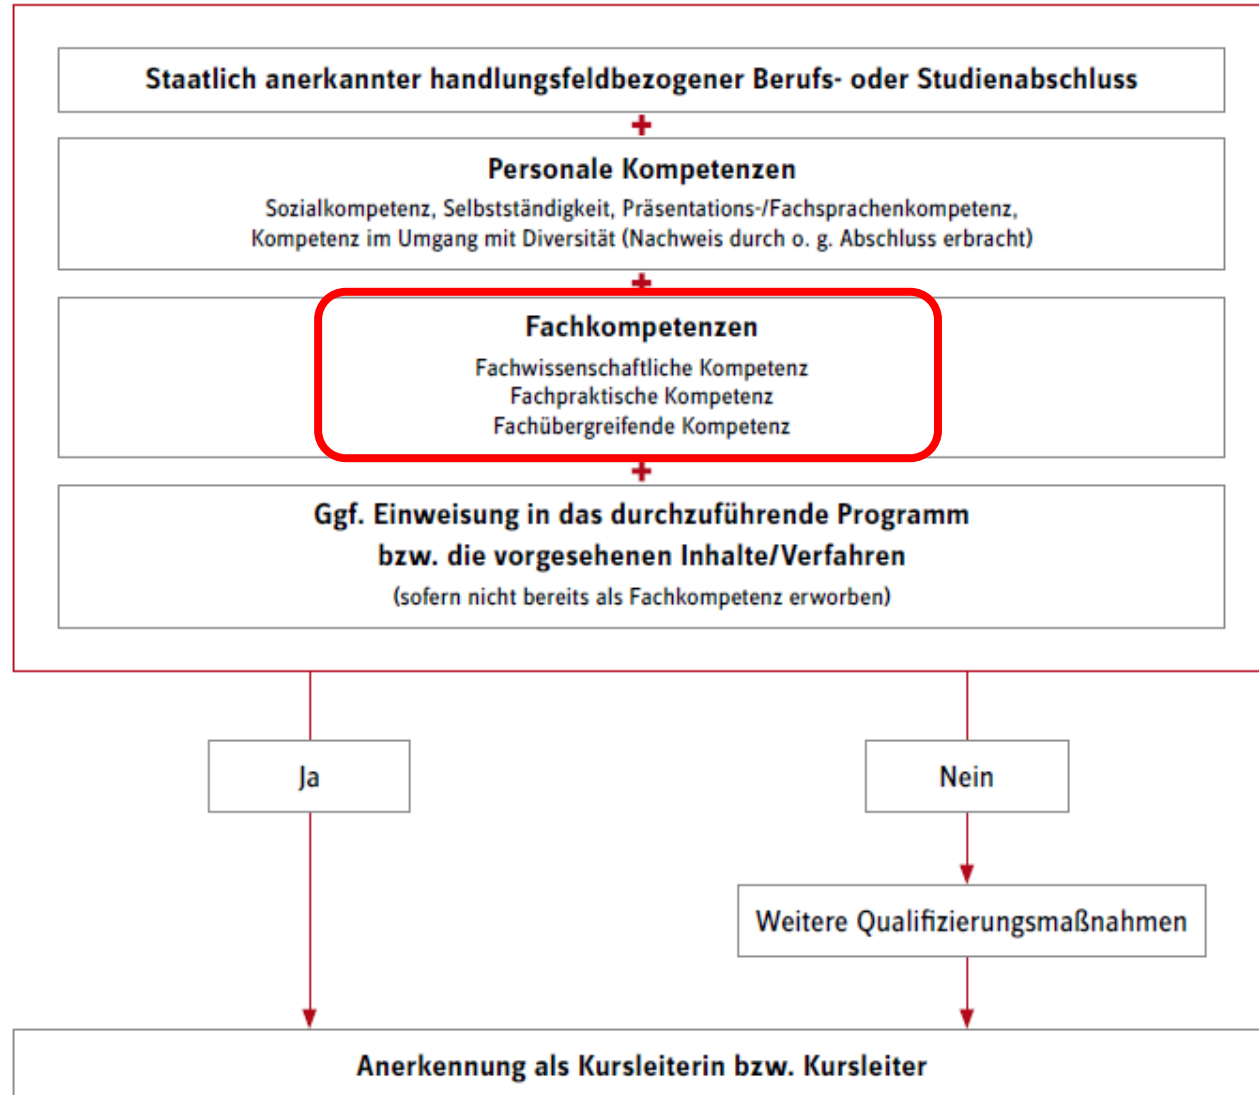 Staatlich anerkannter handlungsfeldbezogener Berufs- oder Studienabschluss
+
Personale Kompetenzen
Sozialkompetenz, Selbstständigkeit, Präsentations-/Fachsprachenkompetenz,
Kompetenz im Umgang mit Diversität (Nachweis durch o. g. Abschluss erbracht)
+
Fachkompetenzen
Fachwissenschaftliche Kompetenz
Fachpraktische Kompetenz
Fachübergreifende Kompetenz
+
Ggf. Einweisung in das durchzuführende Programm
bzw. die vorgesehenen Inhalte/Verfahren
(sofern nicht bereits als Fachkompetenz erworben)
Ja
Nein
Weitere Qualifizierungsmaßnahmen
Anerkennung als Kursleiterin bzw. Kursleiter